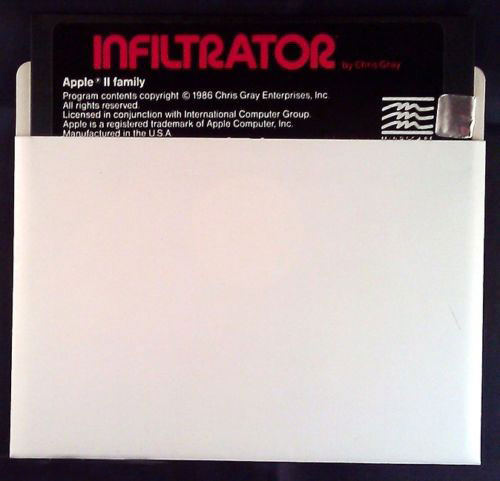 INFILTRATOR by Chris Gray
Apple® II family
Program contents copyright © 1986 Chris Gray Enterprises, Inc.
All rights reserved.
Licensed in conjunction with International Computer Group.
Apple is a registered trademark of Apple Computer, Inc.
Manufactured in the U.S.A.